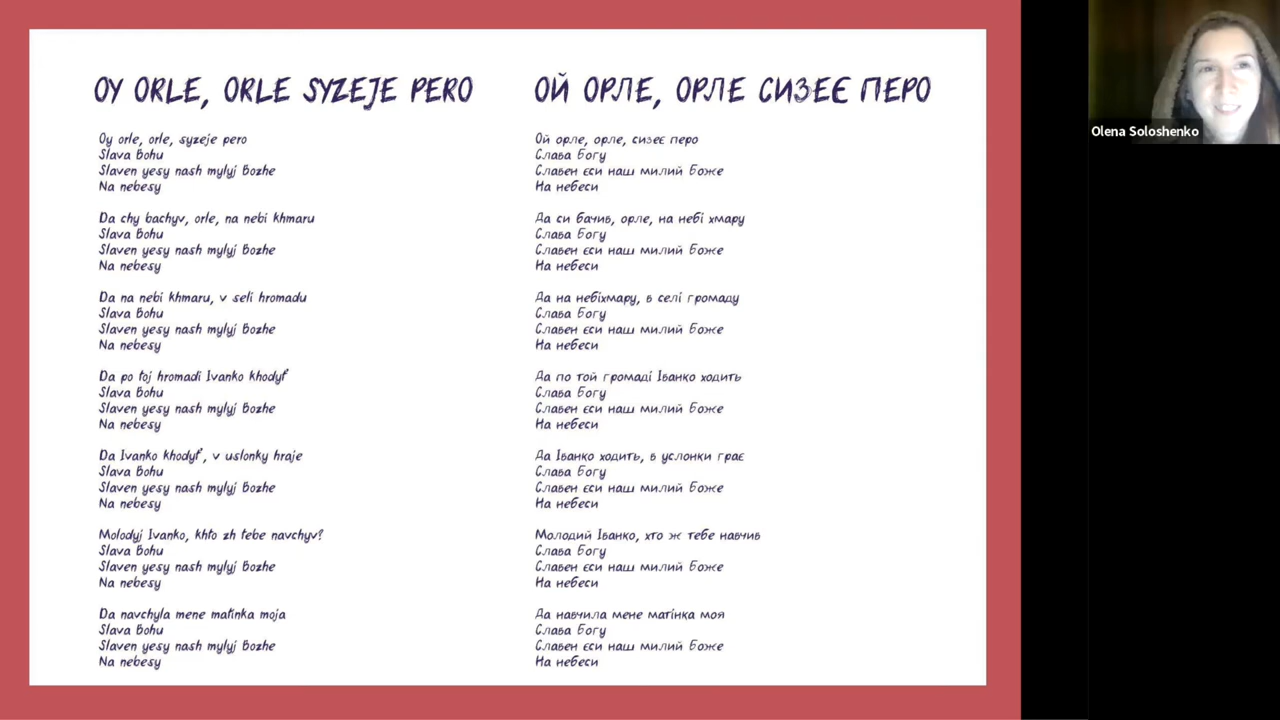 OY ORLE, ORLE SYZEJE PERO
Oy orle, orle, syzeje pero
Slava Bohu
Slaven yesy nash mylyj Bozhe
Na nebesy
Da chy bachyv, orle, na nebi khmaru
Slava Bohu
Slaven yesy nash mylyj Bozhe
Na nebesy
Da na nebi khmaru, v seli hromadu
Slava Bohu
Slaven yesy nash mylyj Bozhe
Na nebesy
Da po toj hromadi Ivanko khodyt'
Slava Bohu
Slaven yesy nash mylyj Bozhe
Na nebesy
Da Ivanko khodyt', v uslonky hraje
Slava Bohu
Slaven yesy nash mylyj Bozhe
Na nebesy
Molodyj Ivanko, khto zh tebe navchyv?
Slava Bohu
Slaven yesy nash mylyj Bozhe
Na nebesy
Da navchyla mene matinka moja
Slava Bohu
Slaven yesy nash mylyj Bozhe
Na nebesy
ОЙ ОРЛЕ, ОРЛЕ СИЗЕЄ ПЕРО
Ой орле, орле, сизеє перо
Слава Богу
Славен єси наш милий Боже
На небеси
Да си бачив, орле, на небі хмару
Слава Богу
Славен єси наш милий Боже
На небеси
Да на небіхмару, в селі громаду
Слава Богу
Славен єси наш милий Боже
На небеси
Да по той громаді Іванко ходить
Слава Богу
Славен єси наш милий Боже
На небеси
Да Іванко ходить, в услонки грає
Слава Богу
Славен єси наш милий Боже
На небеси
Молодий Іванко, хто ж тебе навчив
Слава Богу
Славен єси наш милий Боже
На небеси
Да навчила мене матінка моя
Слава Богу
Славен єси наш милий Боже
На небеси
Olena Soloshenko